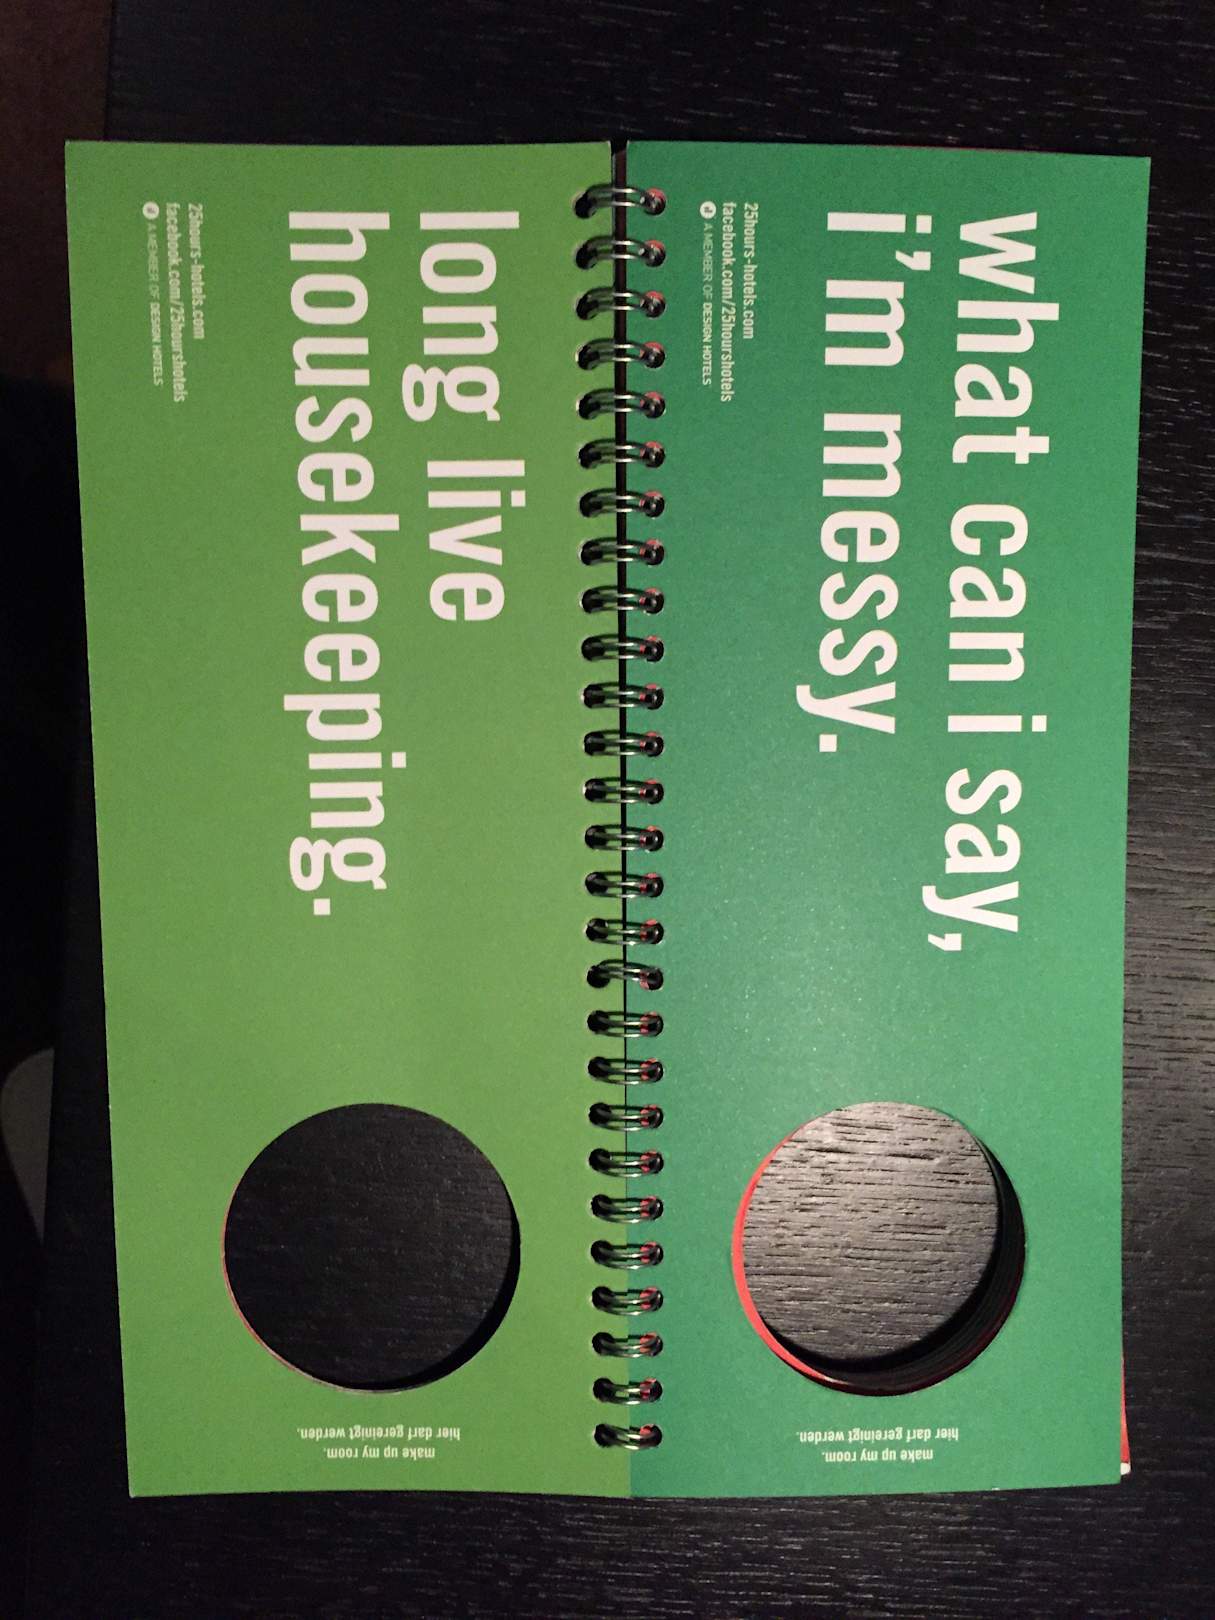 what can i say,
i'm messy.
25hours-hotels.com
facebook.com/25hourshotels
A MEMBER OF DESIGN HOTELS
make up my room.
hier darf gereinigt werden.
long live
housekeeping.
25hours-hotels.com
facebook.com/25hourshotels
A MEMBER OF DESIGN HOTELS
make up my room.
hier darf gereinigt werden.